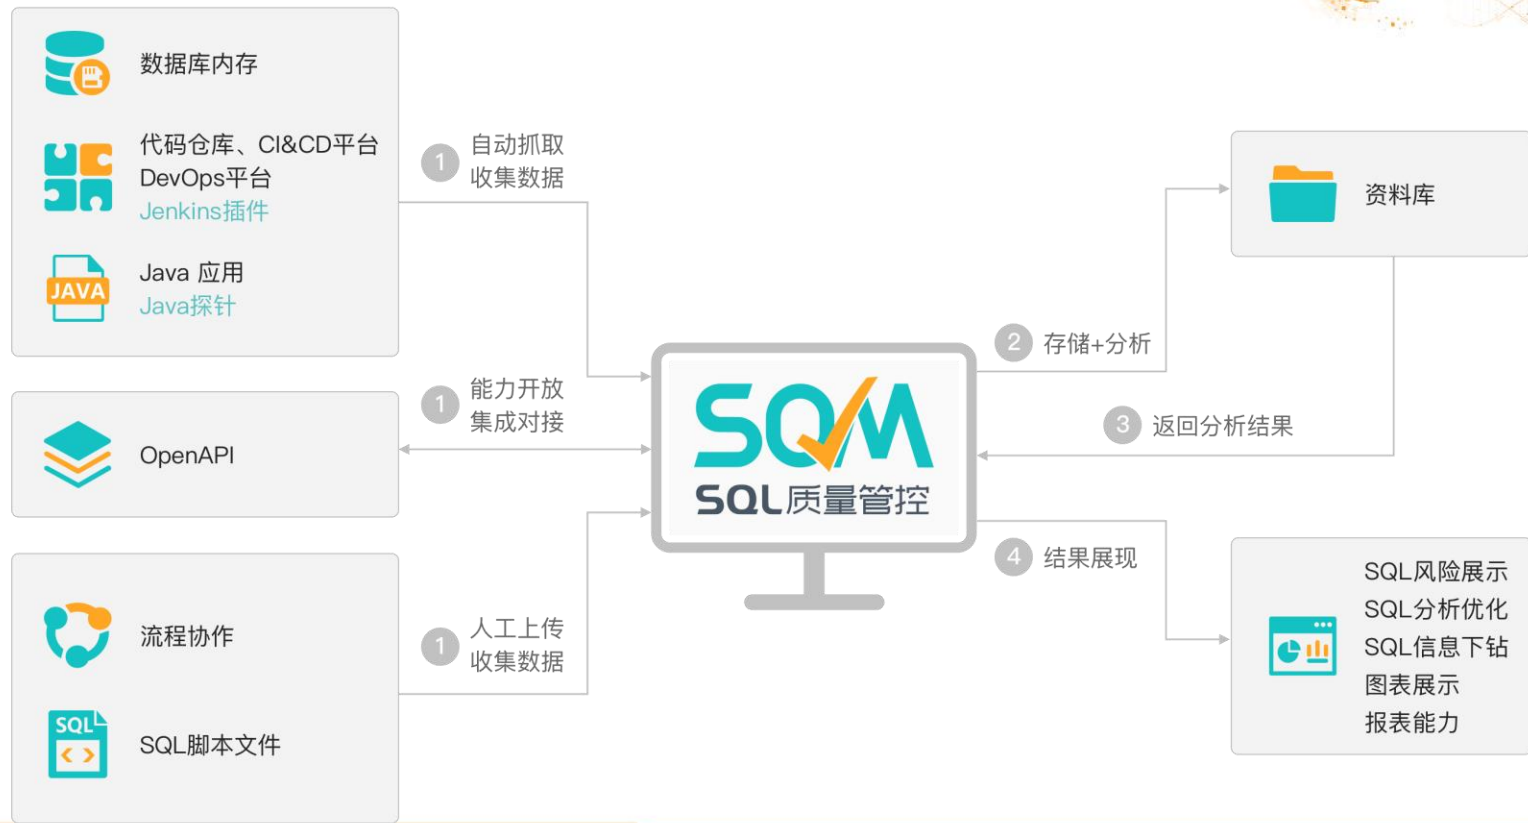 数据库内存
代码仓库、CI&CD平台
DevOps平台
Jenkins插件
JAVA
Java 应用
Java探针
1
自动抓取
收集数据
OpenAPI
1
能力开放
集成对接
流程协作
SQL
SQL脚本文件
1
人工上传
收集数据
SQM
SQL质量管控
2
存储+分析
资料库
3
返回分析结果
4
结果展现
SQL风险展示
SQL分析优化
SQL信息下钻
图表展示
报表能力